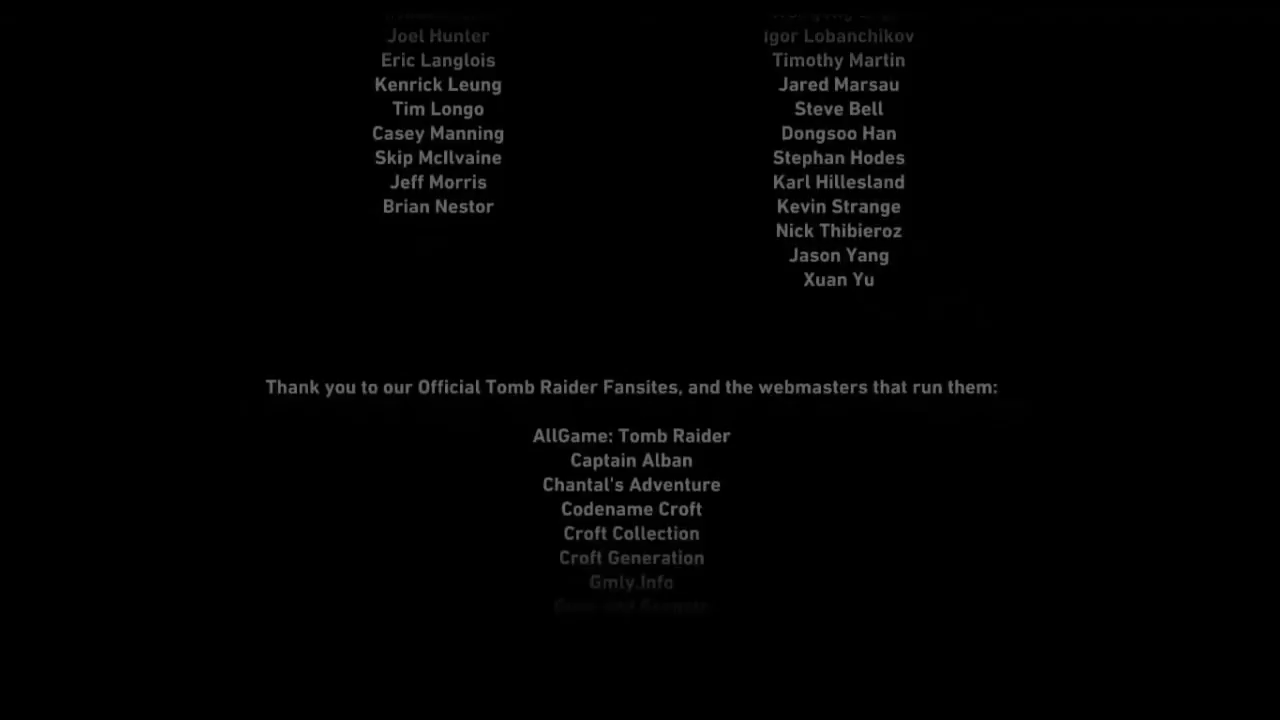 Joel Hunter
Eric Langlois
Kenrick Leung
Tim Longo
Casey Manning
Skip McIlvaine
Jeff Morris
Brian Nestor
Igor Lobanchikov
Timothy Martin
Jared Marsau
Steve Bell
Dongsoo Han
Stephan Hodes
Karl Hillesland
Kevin Strange
Nick Thibieroz
Jason Yang
Xuan Yu
Thank you to our Official Tomb Raider Fansites, and the webmasters that run them:
AllGame: Tomb Raider
Captain Alban
Chantal's Adventure
Codename Croft
Croft Collection
Croft Generation
Gmly.Info